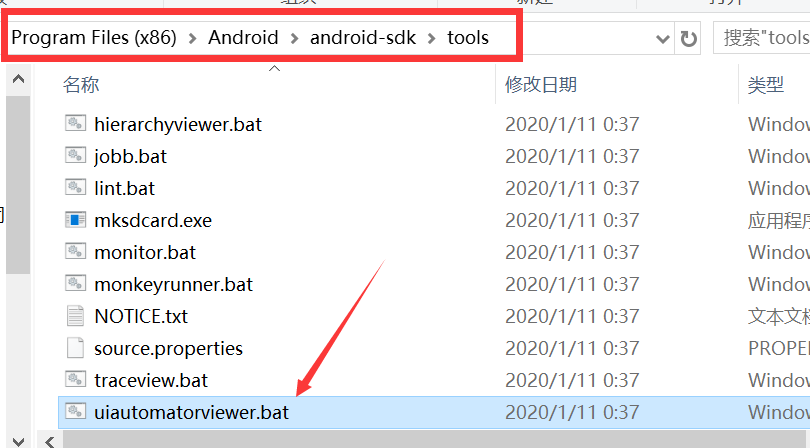 Program Files (x86) > Android > android-sdk > tools
搜索"tools
名称 修改日期 类型
hierarchyviewer.bat 2020/1/11 0:37 Window
jobb.bat 2020/1/11 0:37 Window
lint.bat 2020/1/11 0:37 Window
mksdcard.exe 2020/1/11 0:37 应用程序
monitor.bat 2020/1/11 0:37 Window
monkeyrunner.bat 2020/1/11 0:37 Window
NOTICE.txt 2020/1/11 0:37 文本文档
source.properties 2020/1/11 0:37 PROPE
traceview.bat 2020/1/11 0:37 Window
uiautomatorviewer.bat 2020/1/11 0:37 Window